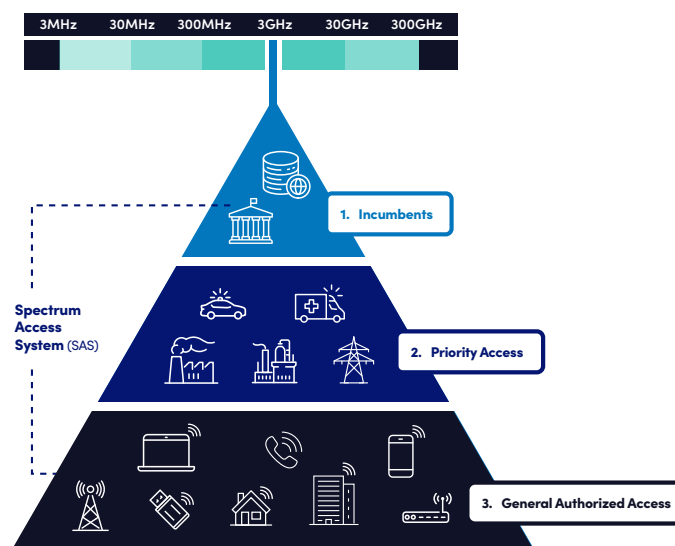 3MHz 30MHz 300MHz 3GHz 30GHz 300GHz
1. Incumbents
Spectrum
Access
System (SAS)
2. Priority Access
3. General Authorized Access